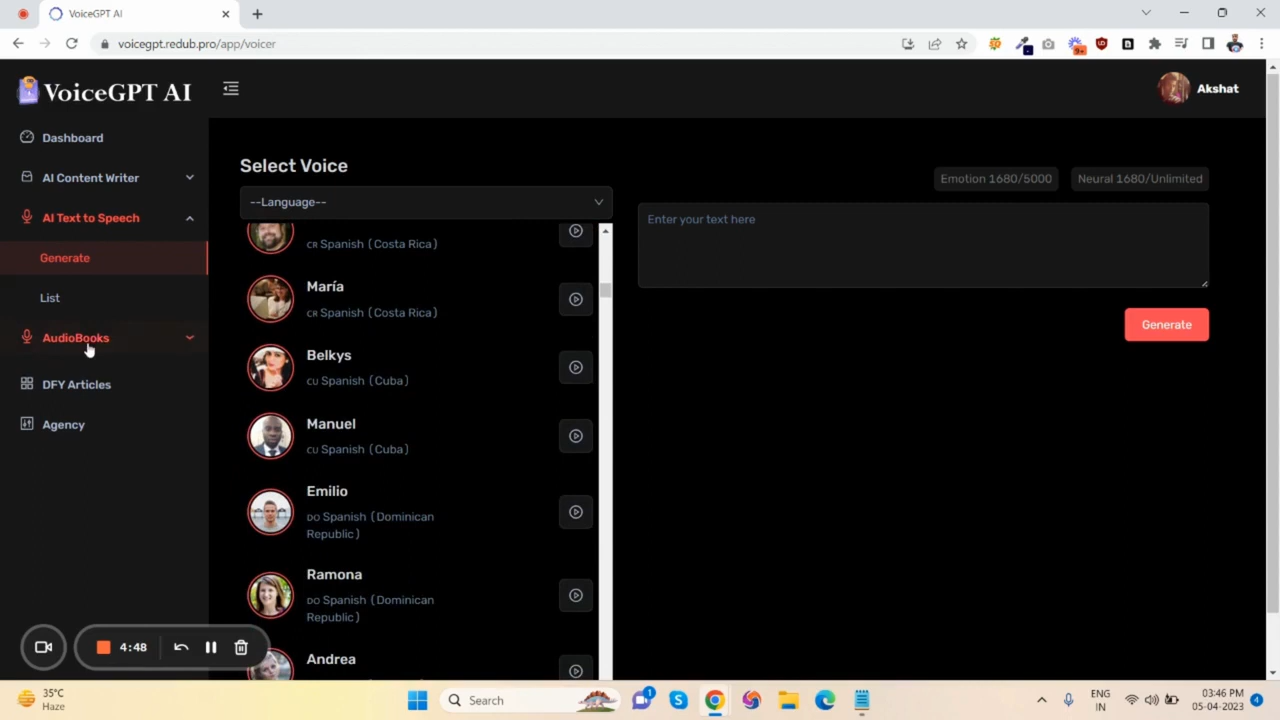 VoiceGPT AI
voicegpt.redub.pro/app/voicer
9+
VoiceGPT AI
Akshat
Dashboard
AI Content Writer
AI Text to Speech
Generate
List
AudioBooks
DFY Articles
Agency
Select Voice
--Language--
CR Spanish (Costa Rica)
María
CR Spanish (Costa Rica)
Belkys
CU Spanish (Cuba)
Manuel
CU Spanish (Cuba)
Emilio
DO Spanish (Dominican
Republic)
Ramona
DO Spanish (Dominican
Republic)
Andrea
Emotion 1680/5000
Neural 1680/Unlimited
Enter your text here
Generate
4:48
35°C
Haze
Search
1
ENG
IN
03:46 PM
05-04-2023
4